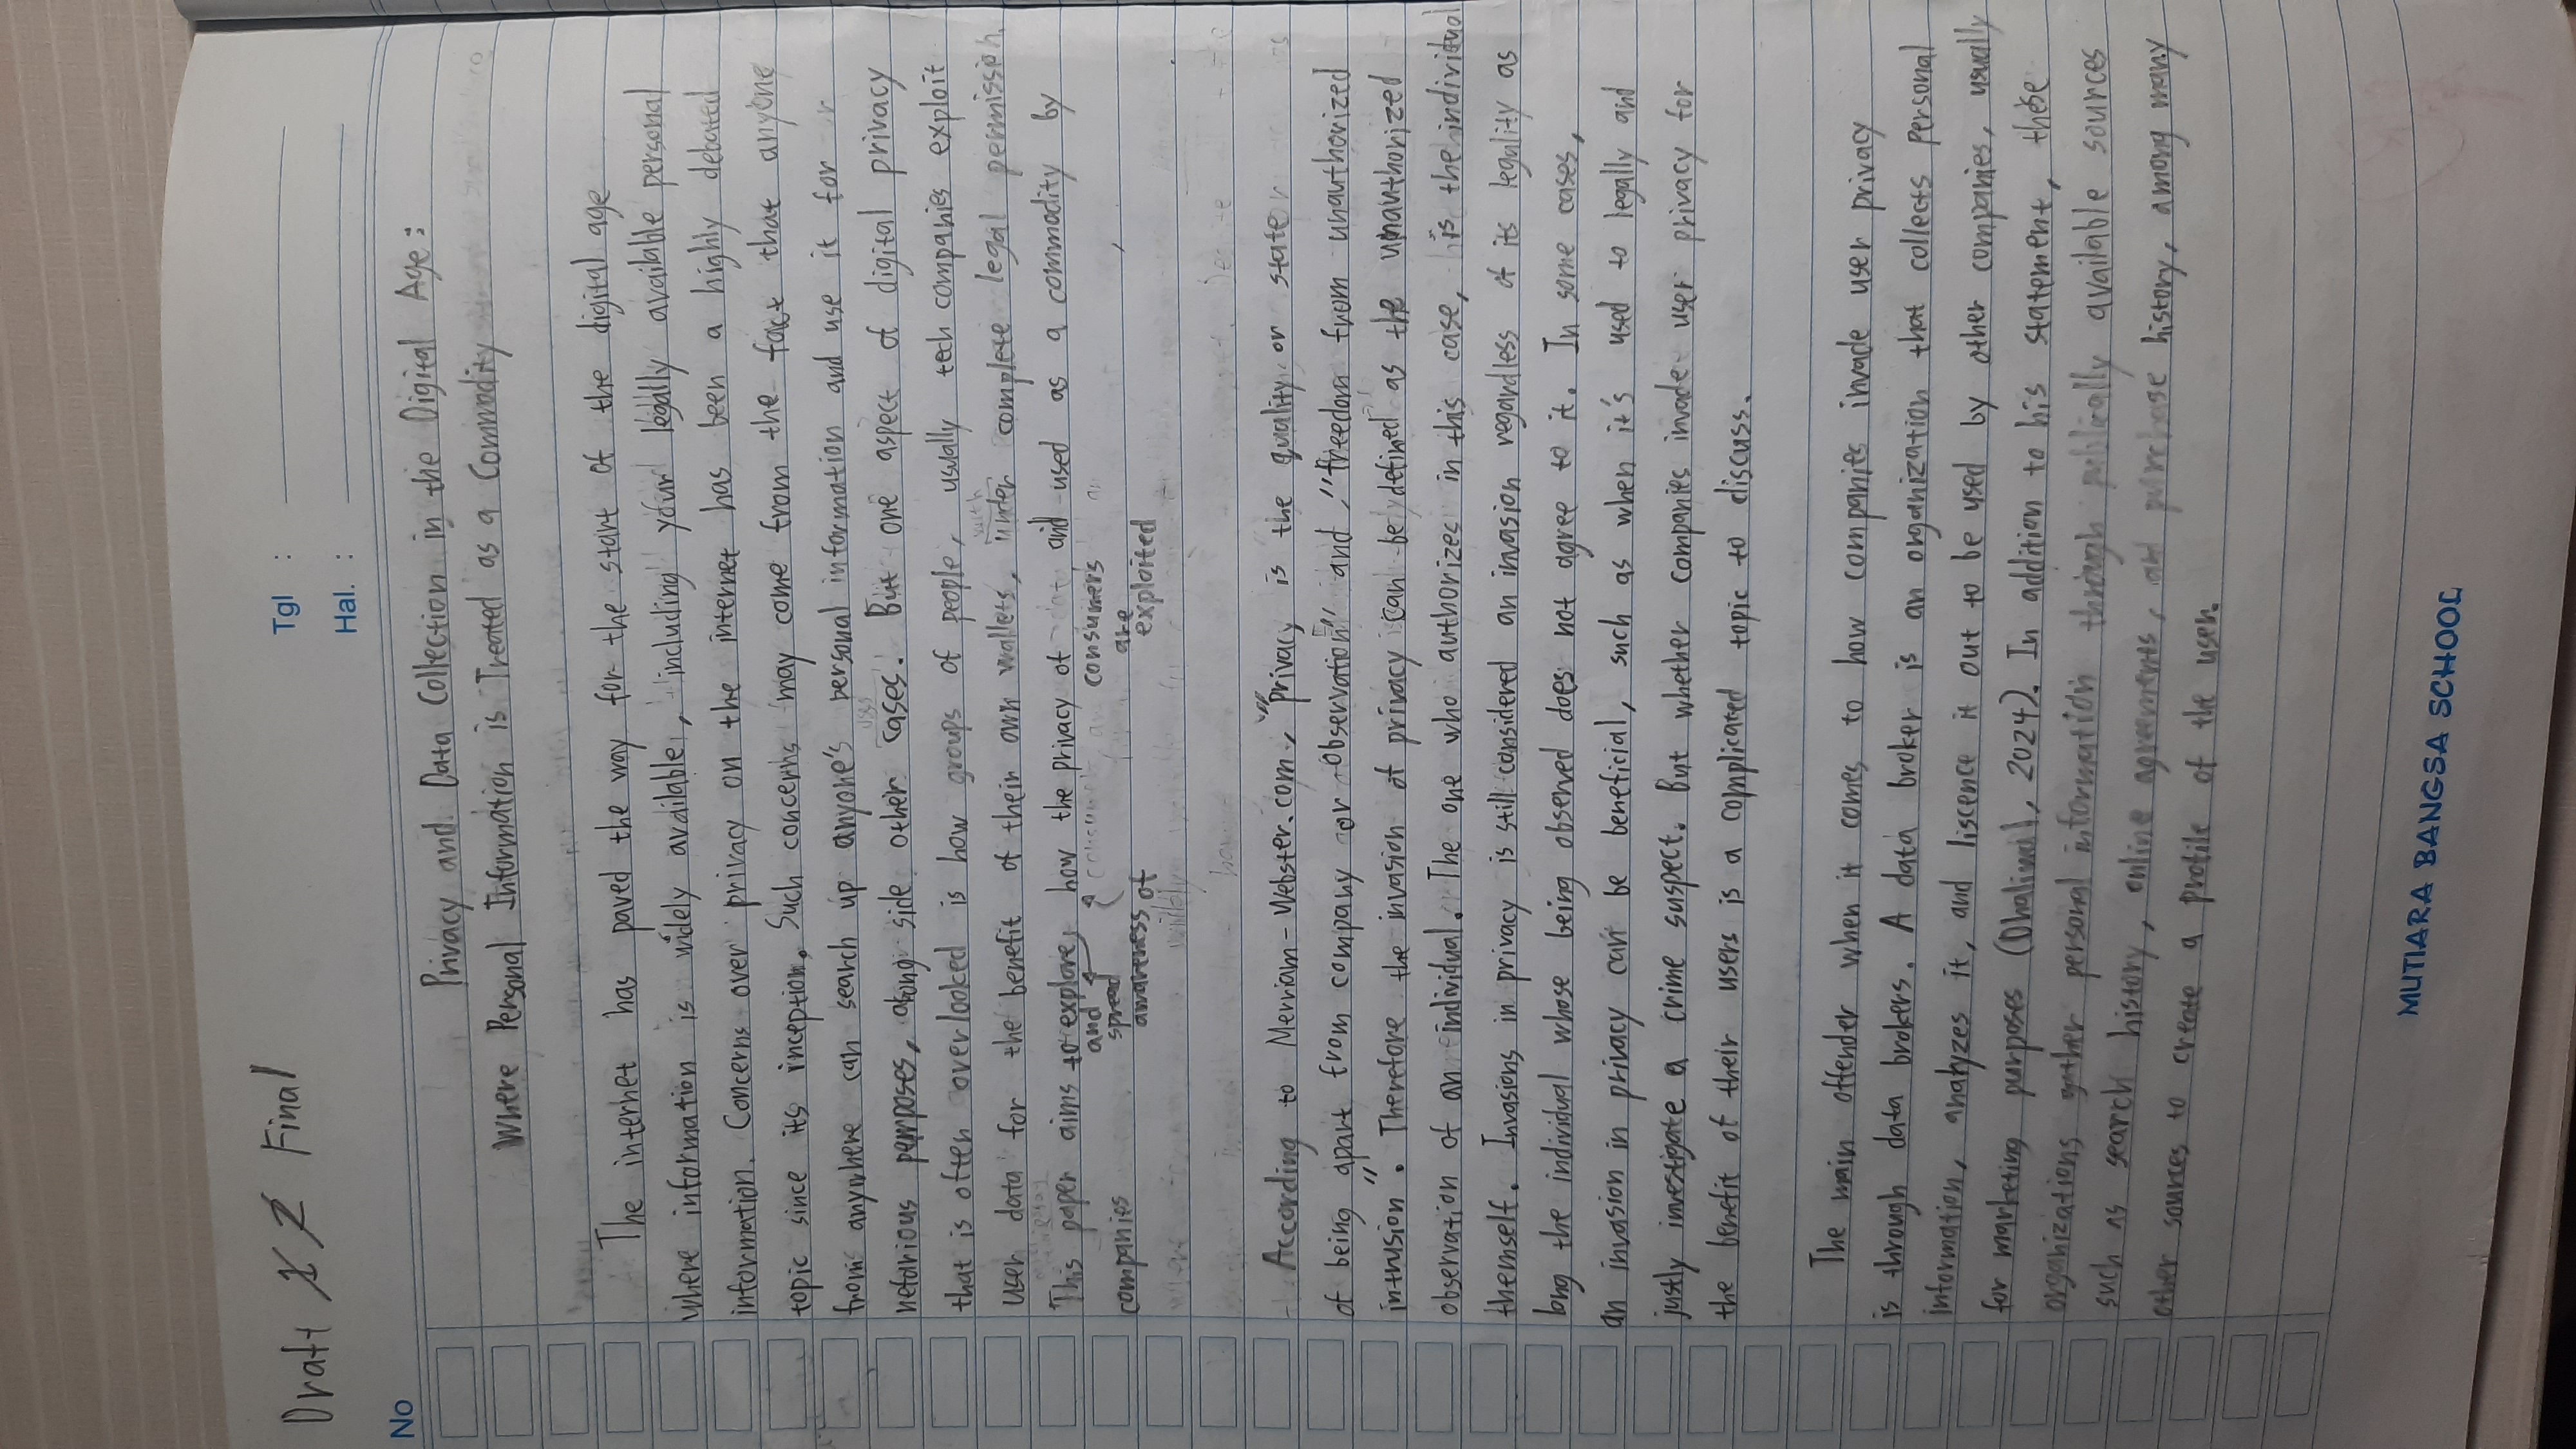 Draft 1 2 Final
Tgl :
Hal. :
No
Privacy and Data Collection in the Digital Age:
Where Personal Information is Treated as a Commodity
The internet has paved the way for the start of the digital age
where information is widely available, including your legally available personal
information. Concerns over privacy on the internet has been a highly debated
topic since its inception. Such concerns may come from the fact that anyone
from anywhere can search up anyone's personal information and use it for
uses
nefarious purposes, along side other cases. But one aspect of digital privacy
that is often overlooked is how groups of people, usually tech companies exploit
with
user data for the benefit of their own wallets, under complete legal permission.
This paper aims to explore, how the privacy of and used as a commodity by
and consumers
companies spread are
awareness of exploited
According to Merriam-Webster.com, "privacy is the quality or state
of being apart from company or observation" and "freedom from unauthorized
intrusion". Therefore the invasion of privacy can be defined as the unauthorized
observation of an individual. The one who authorizes in this case, is the individual
themself. Invasions in privacy is still considered an invasion regardless of its legality as
long the individual whose being observed does not agree to it. In some cases,
an invasion in privacy can be beneficial, such as when it's used to legally and
justly investigate a crime suspect. But whether companies invade user privacy for
the benefit of their users is a complicated topic to discuss.
The main offender when it comes to how companies invade user privacy
is through data brokers. A data broker is an organization that collects personal
information, analyzes it, and liscence it out to be used by other companies, usually
for marketing purposes (Dhaliwal, 2024). In addition to his statement, these
organizations gather personal information through publically available sources
such as search history, online agreements, and purchase history, among many
other sources to create a profile of the user.
MUTIARA BANGSA SCHOOL